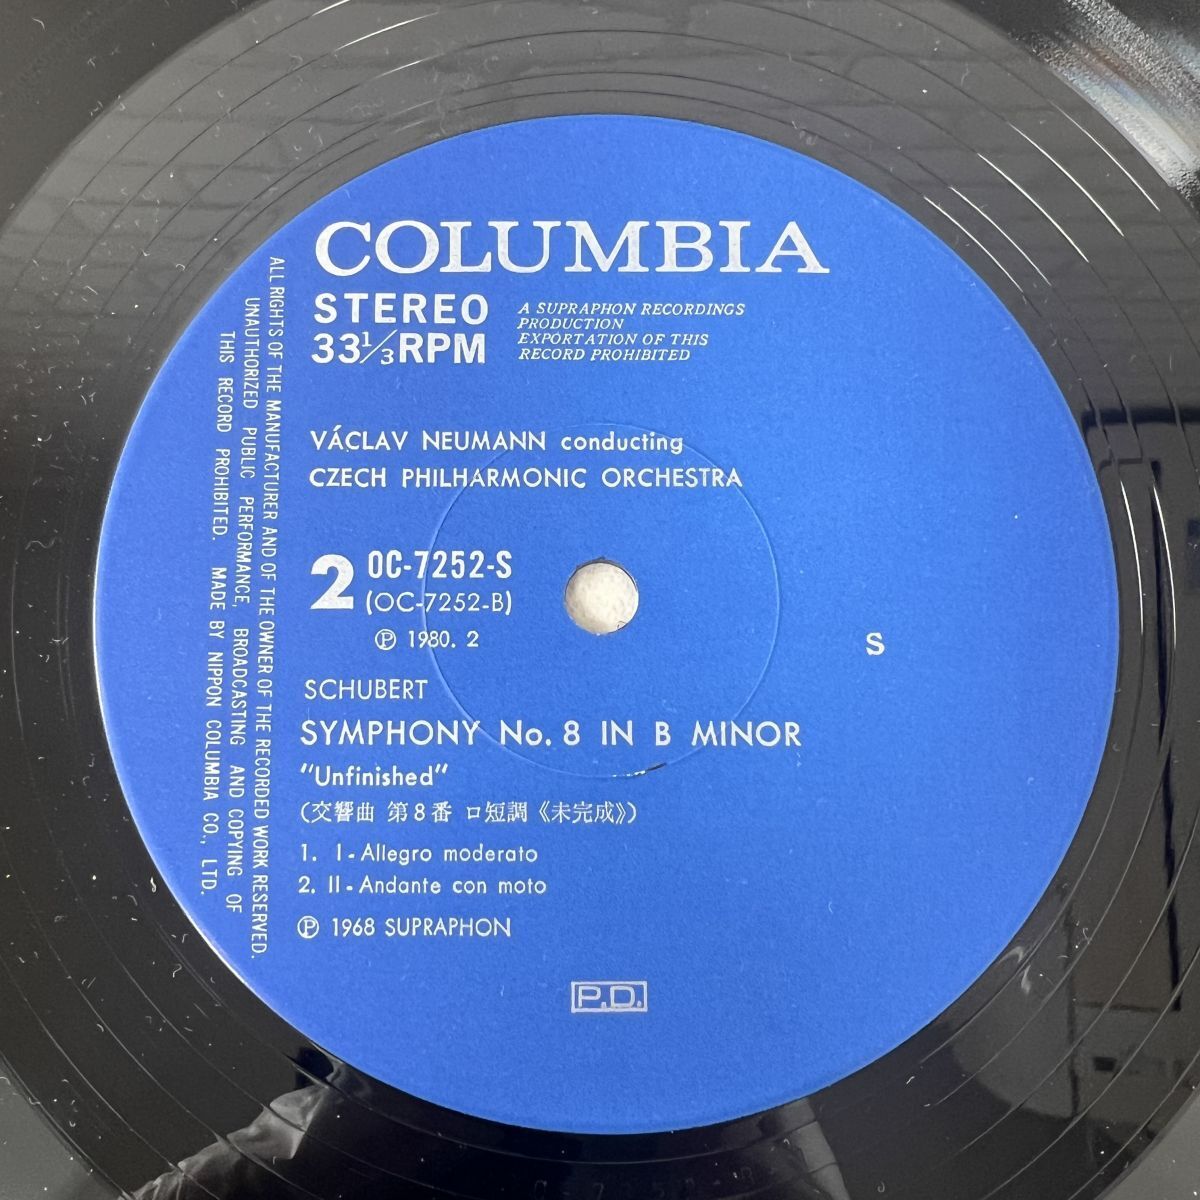 COLUMBIA
STEREO
33⅓RPM
A SUPRAPHON RECORDINGS
PRODUCTION
EXPORTATION OF THIS
RECORD PROHIBITED
VÁCLAV NEUMANN conducting
CZECH PHILHARMONIC ORCHESTRA
2
OC-7252-S
(OC-7252-B)
Ⓟ 1980. 2
S
SCHUBERT
SYMPHONY No. 8 IN B MINOR
"Unfinished"
(交響曲 第8番 ロ短調《未完成》)
1. I - Allegro moderato
2. II - Andante con moto
Ⓟ 1968 SUPRAPHON
P.D.
ALL RIGHTS OF THE MANUFACTURER AND OF THE OWNER OF THE RECORDED WORK RESERVED.
UNAUTHORIZED PUBLIC PERFORMANCE, BROADCASTING AND COPYING OF
THIS RECORD PROHIBITED. MADE BY NIPPON COLUMBIA CO., LTD.